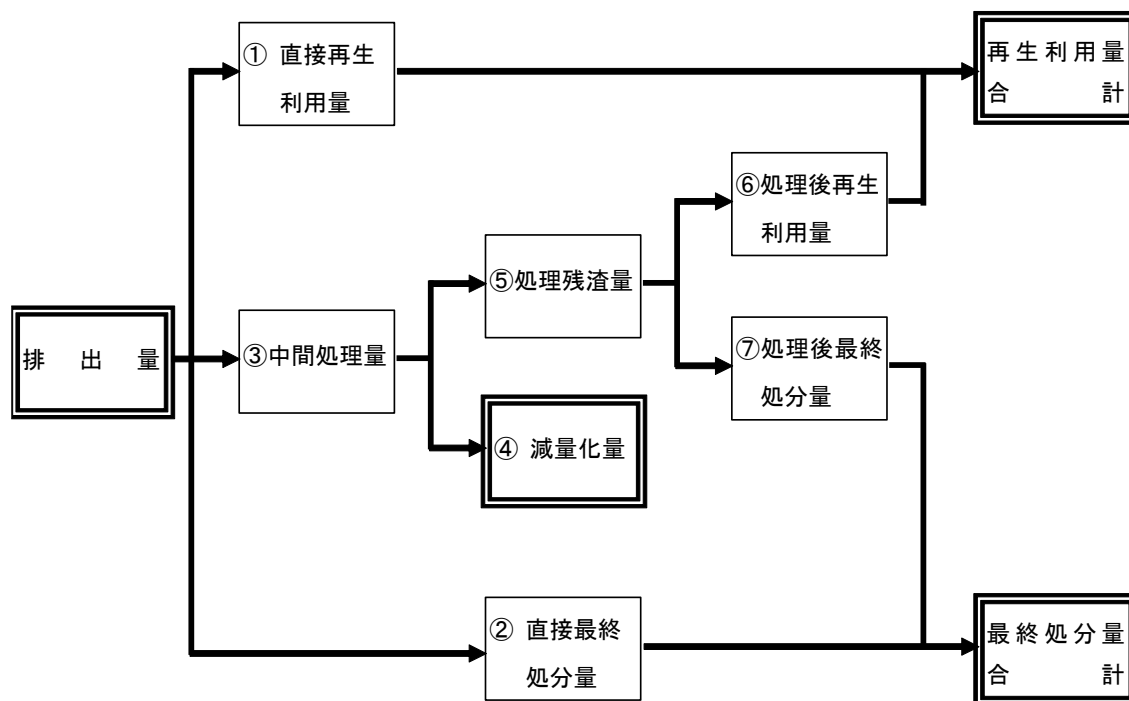 ① 直接再生
利用量
再生利用量
合計
⑥処理後再生
利用量
⑤処理残渣量
排出量
③中間処理量
⑦処理後最終
処分量
④ 減量化量
② 直接最終
処分量
最終処分量
合計